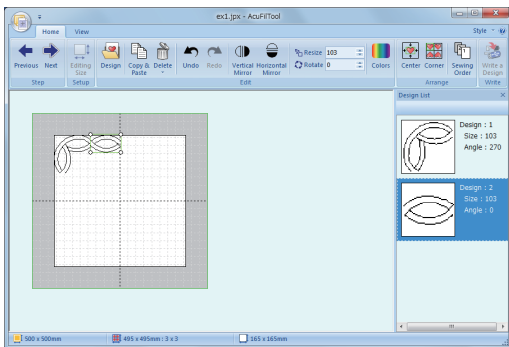 ex1.jpx - AcuFilTool
Home View Style
Previous Next Editing Size Design Copy & Paste Delete Undo Redo Vertical Mirror Horizontal Mirror Resize 103 Rotate 0 Colors Center Corner Sewing Order Write a Design
Step Setup Edit Arrange Write
Design List
Design : 1
Size : 103
Angle : 270
Design : 2
Size : 103
Angle : 0
500 x 500mm 495 x 495mm : 3 x 3 165 x 165mm